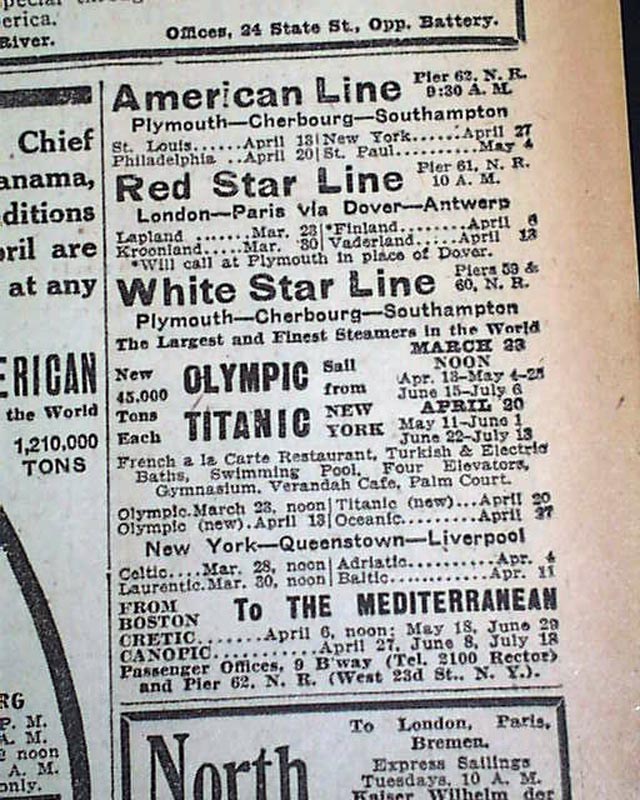 erica.
River.
Offices, 24 State St., Opp. Battery.
Chief
anama,
ditions
ril are
at any
ERICAN
the World
1,210,000
TONS
American Line Pier 62, N. R.
9:30 A. M.
Plymouth—Cherbourg—Southampton
St. Louis......April 13|New York......April 27
Philadelphia ..April 20|St. Paul..........May 4
Red Star Line Pier 61, N. R.
10 A. M.
London—Paris via Dover—Antwerp
Lapland .......Mar. 23|*Finland........April 6
Kroonland.....Mar. 30|Vaderland......April 13
*Will call at Plymouth in place of Dover.
White Star Line Piers 59 &
60, N. R.
Plymouth—Cherbourg—Southampton
The Largest and Finest Steamers in the World
New
45,000
Tons
Each
OLYMPIC
TITANIC
Sail
from
NEW
YORK
MARCH 23
NOON
Apr. 13-May 4-25
June 15-July 6
APRIL 20
May 11-June 1
June 22-July 13
French a la Carte Restaurant, Turkish & Electric
Baths, Swimming Pool, Four Elevators,
Gymnasium, Verandah Cafe, Palm Court.
Olympic.March 23, noon|Titanic (new)...April 20
Olympic (new).April 13|Oceanic.........April 27
New York—Queenstown—Liverpool
Celtic....Mar. 28, noon|Adriatic..........Apr. 4
Laurentic.Mar. 30, noon|Baltic............Apr. 11
FROM
BOSTON
To THE MEDITERRANEAN
CRETIC.......April 6, noon; May 18, June 29
CANOPIC...........April 27, June 8, July 18
Passenger Offices, 9 B'way (Tel. 2100 Rector)
and Pier 62, N. R. (West 23d St., N. Y.).
RG
P. M.
A. M.
noon
A. M.
only.
North
To London, Paris,
Bremen.
Express Sailings
Tuesdays, 10 A. M.
Kaiser Wilhelm der